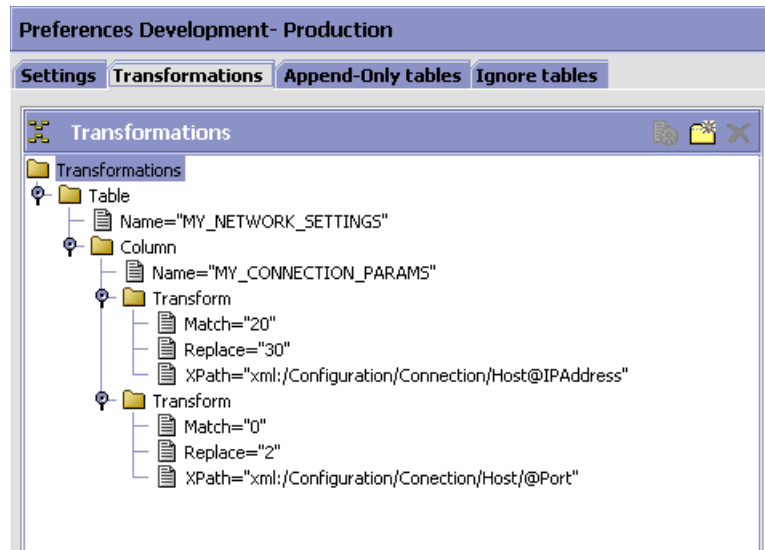 Preferences Development- Production
Settings Transformations Append-Only tables Ignore tables
Transformations
Transformations
Table
Name="MY_NETWORK_SETTINGS"
Column
Name="MY_CONNECTION_PARAMS"
Transform
Match="20"
Replace="30"
XPath="xml:/Configuration/Connection/Host@IPAddress"
Transform
Match="0"
Replace="2"
XPath="xml:/Configuration/Conection/Host/@Port"